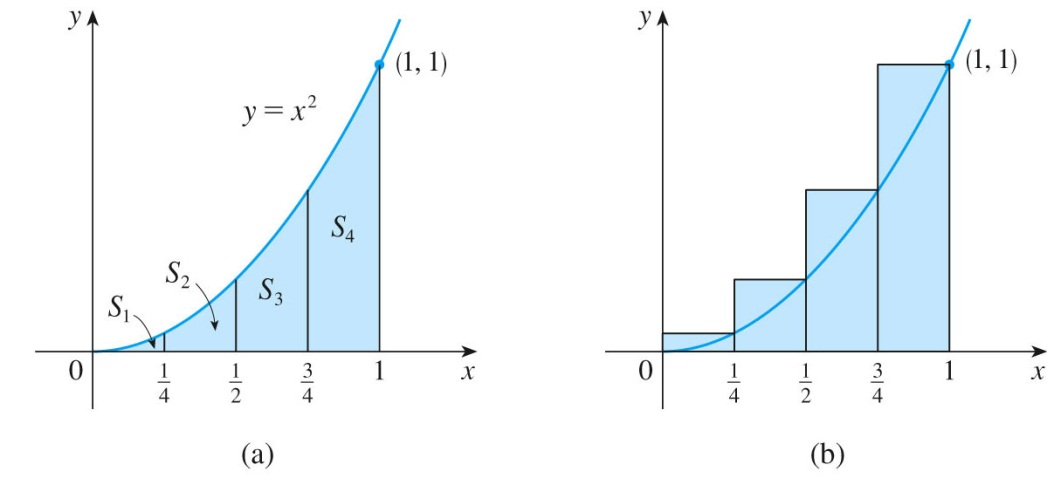 y
(1, 1)
y = x²
S₄
S₂
S₃
S₁
0
1/4
1/2
3/4
1
x
(a)
y
(1, 1)
0
1/4
1/2
3/4
1
x
(b)